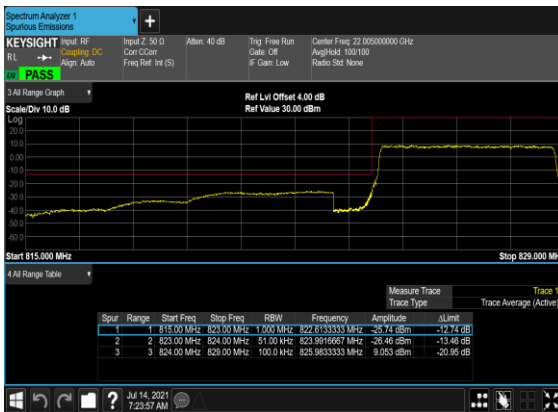 Spectrum Analyzer 1
Spurious Emissions
+
KEYSIGHT Input: RF Input Z: 50 Ω Atten: 40 dB Trig: Free Run Center Freq: 22.005000000 GHz
RL Coupling: DC Corr CCorr Gate: Off Avg|Hold: 100/100
Align: Auto Freq Ref: Int (S) IF Gain: Low Radio Std: None
LV PASS
3 All Range Graph
Ref Lvl Offset 4.00 dB
Scale/Div 10.0 dB Ref Value 30.00 dBm
Log
20.0
10.0
0.00
-10.0
-20.0
-30.0
-40.0
-50.0
-60.0
Start 815.000 MHz Stop 829.000 MH
4 All Range Table
Measure Trace Trace 1
Trace Type Trace Average (Active)
Spur Range Start Freq Stop Freq RBW Frequency Amplitude ΔLimit
1 1 815.00 MHz 823.00 MHz 1.000 MHz 822.6133333 MHz -25.74 dBm -12.74 dB
2 2 823.00 MHz 824.00 MHz 51.00 kHz 823.9916667 MHz -26.46 dBm -13.46 dB
3 3 824.00 MHz 829.00 MHz 100.0 kHz 825.9833333 MHz 9.053 dBm -20.95 dB
? Jul 14, 2021
7:23:57 AM